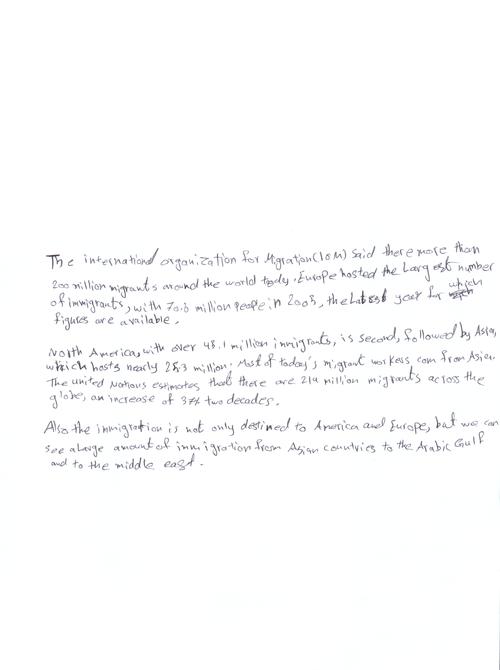 The international organization for Migration (IOM) said there more than
200 million migrants around the world today. Europe hosted the Largest number
of immigrants, with 70.6 million people in 2005, the Latest year for which
figures are available.
North America, with over 45.1 million immigrants, is second, followed by Asia,
which hosts nearly 25.3 million. Most of today's migrant workers com from Asia.
The united Nations estimates that there are 214 million migrants across the
globe, an increase of 37% two decades.
Also the immigration is not only destined to America and Europe, but we can
see a Large amount of immigration from Asian countries to the Arabic Gulf
and to the middle east.